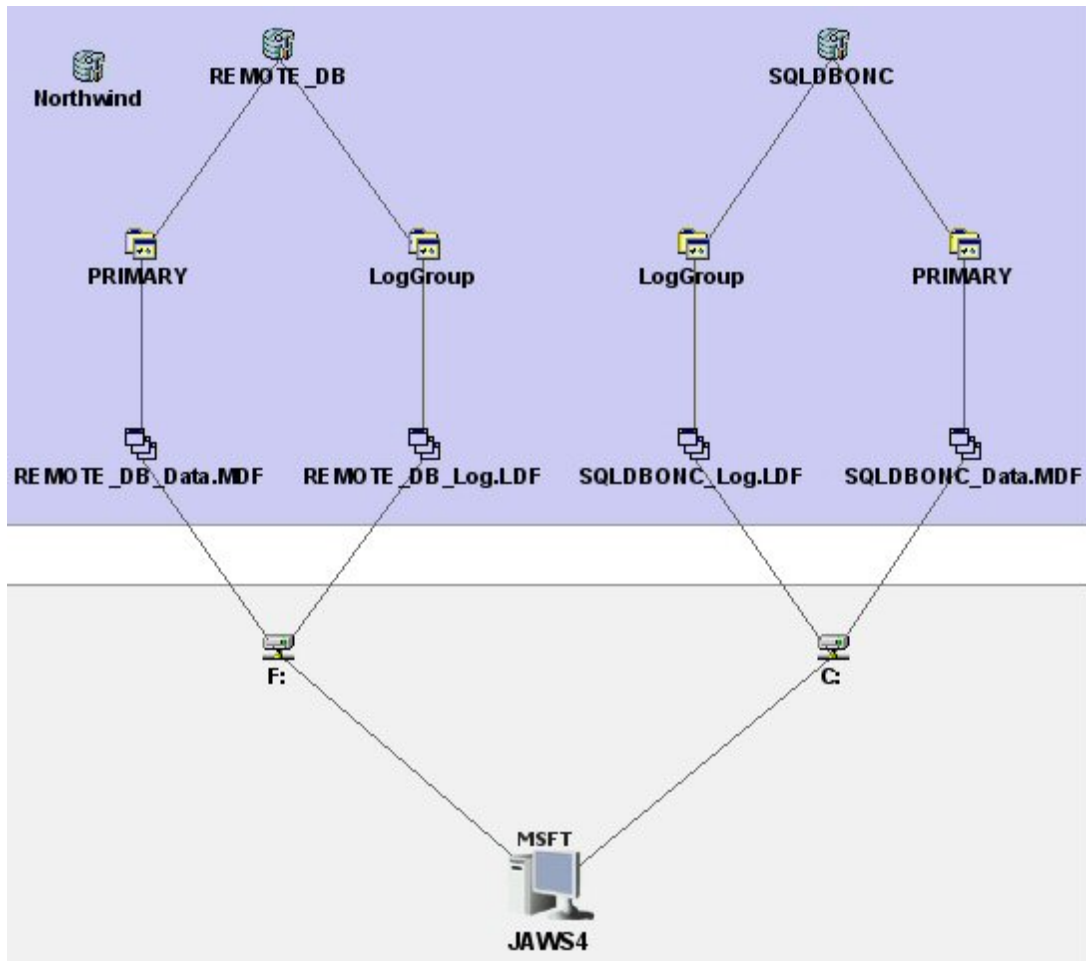 REMOTE_DB
SQLDBONC
Northwind
PRIMARY
LogGroup
LogGroup
PRIMARY
REMOTE_DB_Data.MDF
REMOTE_DB_Log.LDF
SQLDBONC_Log.LDF
SQLDBONC_Data.MDF
F:
C:
MSFT
JAWS4